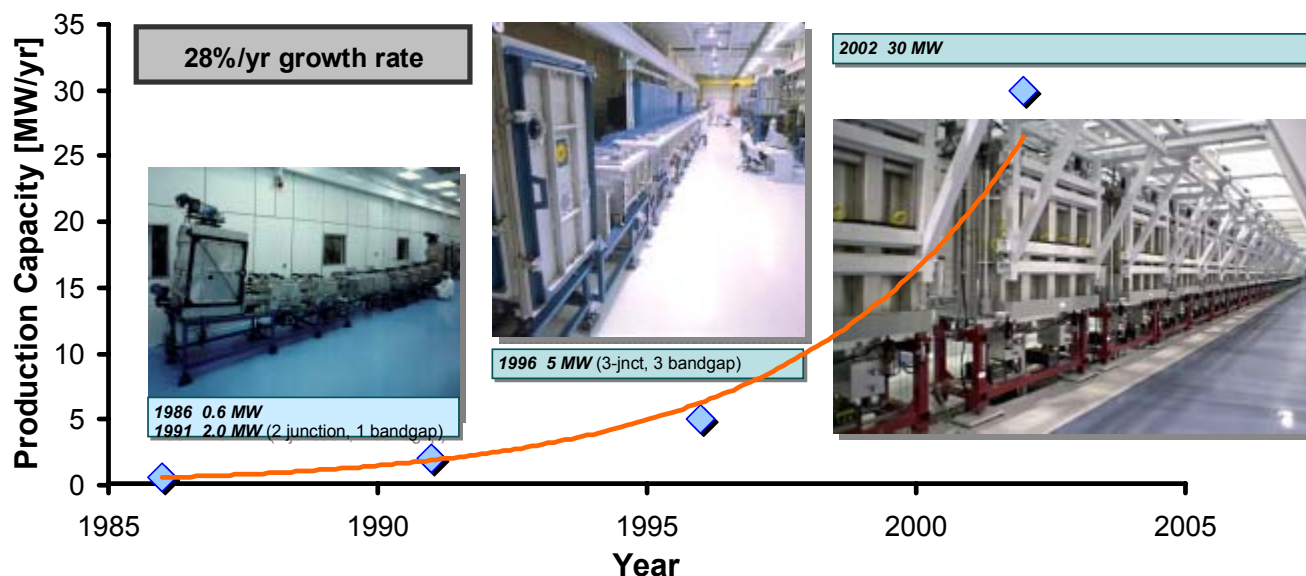 28%/yr growth rate
2002 30 MW
1996 5 MW (3-jnct, 3 bandgap)
1986 0.6 MW
1991 2.0 MW (2 junction, 1 bandgap)
Production Capacity [MW/yr]
35
30
25
20
15
10
5
0
1985
1990
1995
2000
2005
Year